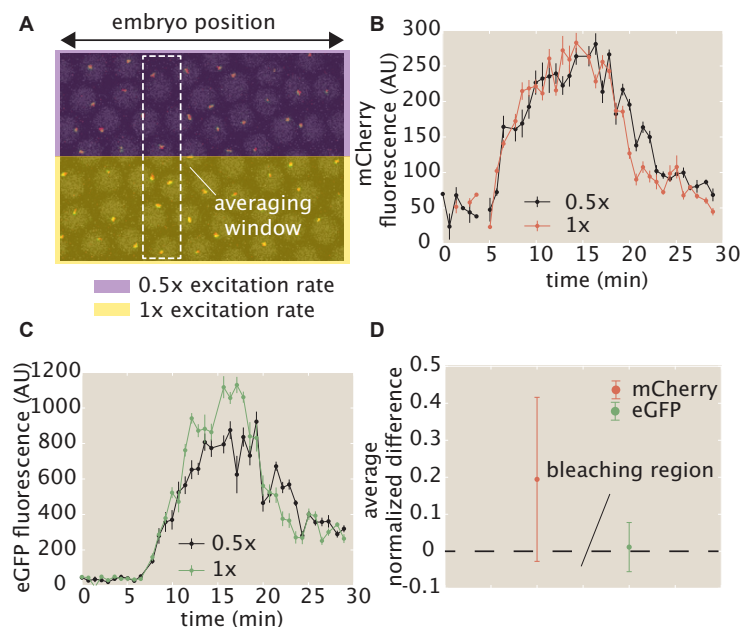 A
embryo position
averaging
window
0.5x excitation rate
1x excitation rate
B
mCherry
fluorescence (AU)
300
250
200
150
100
50
0
0.5x
1x
0 5 10 15 20 25 30
time (min)
C
eGFP fluorescence (AU)
1200
1000
800
600
400
200
0
0.5x
1x
0 5 10 15 20 25 30
time (min)
D
average
normalized difference
0.5
0.4
0.3
0.2
0.1
0
-0.1
mCherry
eGFP
bleaching region